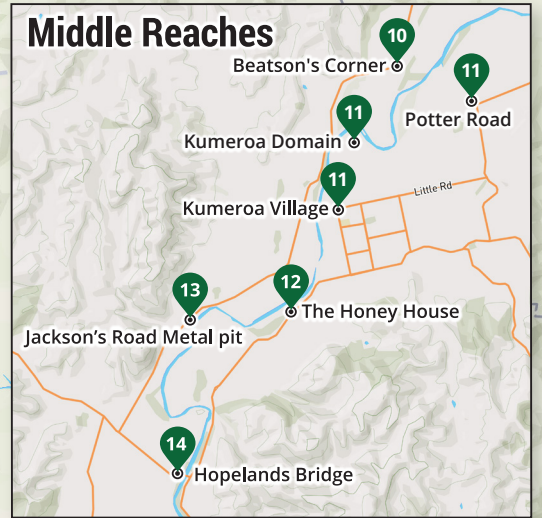 Middle Reaches
10
Beatson's Corner
11
Potter Road
11
Kumeroa Domain
11
Kumeroa Village
Little Rd
12
The Honey House
13
Jackson’s Road Metal pit
14
Hopelands Bridge